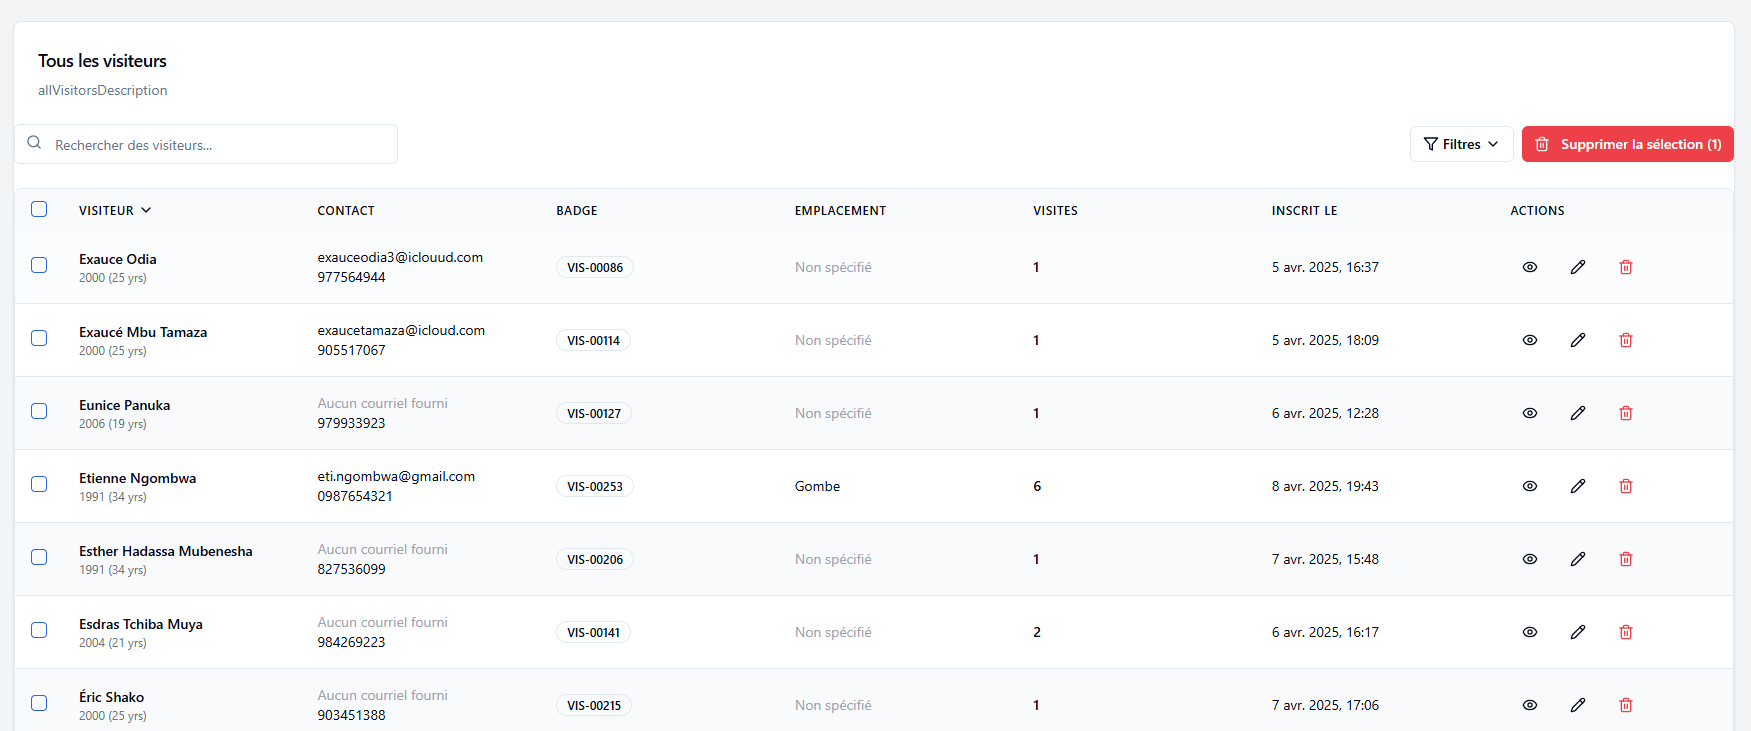 Tous les visiteurs
allVisitorsDescription
Rechercher des visiteurs...
Filtres
Supprimer la sélection (1)
VISITEUR CONTACT BADGE EMPLACEMENT VISITES INSCRIT LE ACTIONS
Exauce Odia
2000 (25 yrs)
exauceodia3@iclouud.com
977564944
VIS-00086
Non spécifié
1
5 avr. 2025, 16:37
Exaucé Mbu Tamaza
2000 (25 yrs)
exaucetamaza@icloud.com
905517067
VIS-00114
Non spécifié
1
5 avr. 2025, 18:09
Eunice Panuka
2006 (19 yrs)
Aucun courriel fourni
979933923
VIS-00127
Non spécifié
1
6 avr. 2025, 12:28
Etienne Ngombwa
1991 (34 yrs)
eti.ngombwa@gmail.com
0987654321
VIS-00253
Gombe
6
8 avr. 2025, 19:43
Esther Hadassa Mubenesha
1991 (34 yrs)
Aucun courriel fourni
827536099
VIS-00206
Non spécifié
1
7 avr. 2025, 15:48
Esdras Tchiba Muya
2004 (21 yrs)
Aucun courriel fourni
984269223
VIS-00141
Non spécifié
2
6 avr. 2025, 16:17
Éric Shako
2000 (25 yrs)
Aucun courriel fourni
903451388
VIS-00215
Non spécifié
1
7 avr. 2025, 17:06